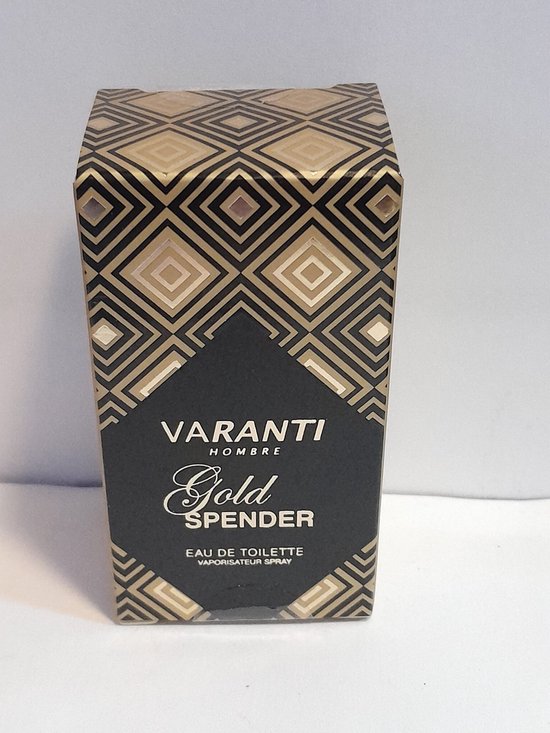 VARANTI
HOMBRE
Gold
SPENDER
EAU DE TOILETTE
VAPORISATEUR SPRAY